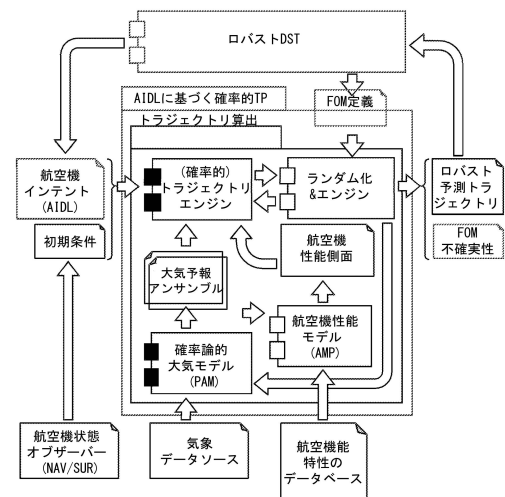 ロバストDST
AIDLに基づく確率的TP
FOM定義
トラジェクトリ算出
航空機
インテント
(AIDL)
初期条件
(確率的)
トラジェクトリ
エンジン
ランダム化
&エンジン
ロバスト
予測トラ
ジェクトリ
FOM
不確実性
航空機
性能側面
大気予報
アンサンブル
確率論的
大気モデル
(PAM)
航空機性能
モデル
(AMP)
航空機状態
オブザーバー
(NAV/SUR)
気象
データソース
航空機能
特性の
データベース